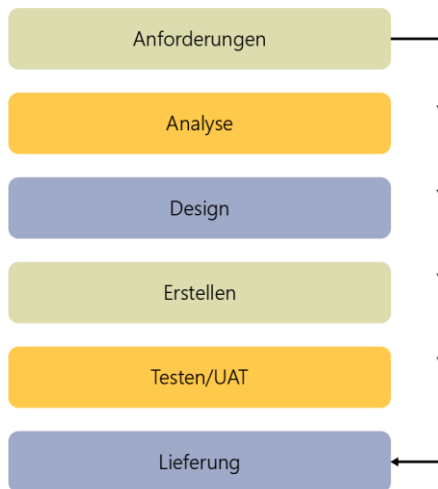 Anforderungen
Analyse
Design
Erstellen
Testen/UAT
Lieferung